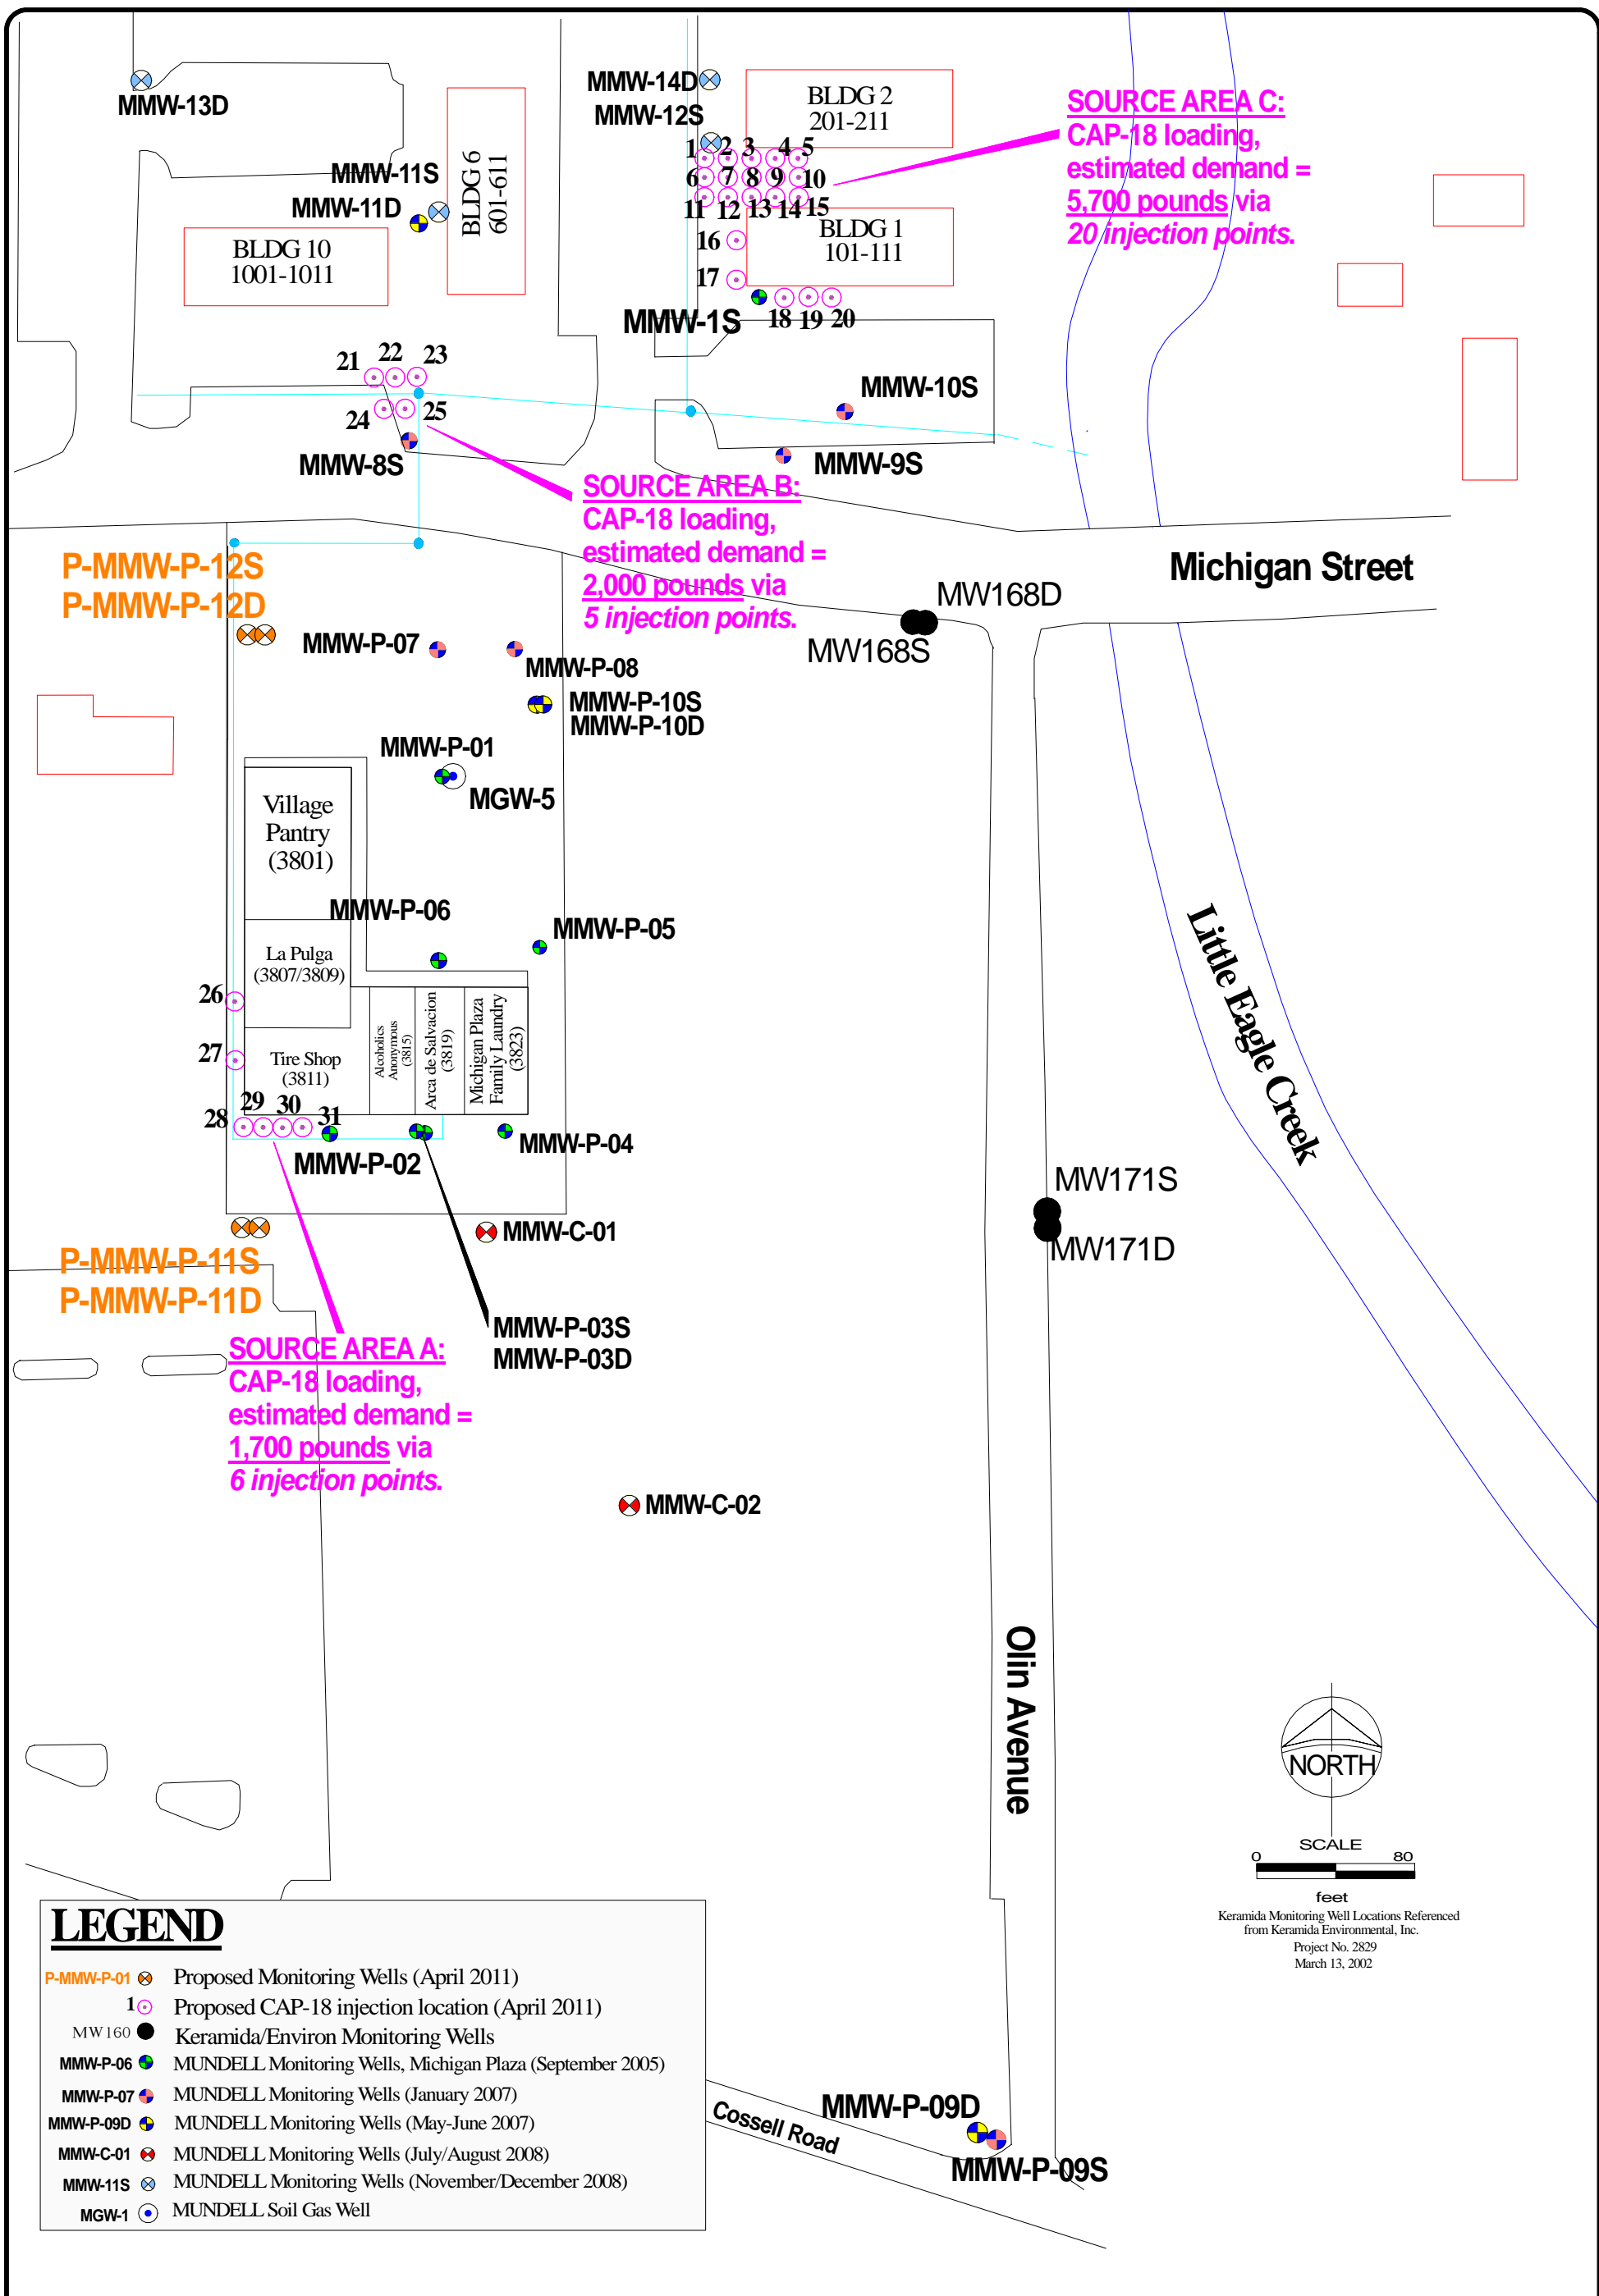 MMW-13D
MMW-14D
MMW-12S
BLDG 2
201-211
SOURCE AREA C:
CAP-18 loading,
estimated demand =
5,700 pounds via
20 injection points.
MMW-11S
MMW-11D
BLDG 6
601-611
BLDG 10
1001-1011
1 2 3 4 5
6 7 8 9 10
11 12 13 14 15
BLDG 1
101-111
16
17
MMW-1S
18 19 20
21 22 23
24 25
MMW-8S
MMW-10S
MMW-9S
SOURCE AREA B:
CAP-18 loading,
estimated demand =
2,000 pounds via
5 injection points.
Michigan Street
P-MMW-P-12S
P-MMW-P-12D
MW168D
MW168S
MMW-P-07
MMW-P-08
MMW-P-10S
MMW-P-10D
MMW-P-01
MGW-5
Village
Pantry
(3801)
MMW-P-06
MMW-P-05
La Pulga
(3807/3809)
26
27
Tire Shop
(3811)
Alcoholics
Anonymous
(3815)
Arca de Salvacion
(3819)
Michigan Plaza
Family Laundry
(3823)
28 29 30 31
MMW-P-02
MMW-P-04
Little Eagle Creek
MW171S
MW171D
MMW-C-01
P-MMW-P-11S
P-MMW-P-11D
MMW-P-03S
MMW-P-03D
SOURCE AREA A:
CAP-18 loading,
estimated demand =
1,700 pounds via
6 injection points.
MMW-C-02
Olin Avenue
NORTH
SCALE
0 80
feet
Keramida Monitoring Well Locations Referenced
from Keramida Environmental, Inc.
Project No. 2829
March 13, 2002
LEGEND
P-MMW-P-01 Proposed Monitoring Wells (April 2011)
1 Proposed CAP-18 injection location (April 2011)
MW160 Keramida/Environ Monitoring Wells
MMW-P-06 MUNDELL Monitoring Wells, Michigan Plaza (September 2005)
MMW-P-07 MUNDELL Monitoring Wells (January 2007)
MMW-P-09D MUNDELL Monitoring Wells (May-June 2007)
MMW-C-01 MUNDELL Monitoring Wells (July/August 2008)
MMW-11S MUNDELL Monitoring Wells (November/December 2008)
MGW-1 MUNDELL Soil Gas Well
Cossell Road
MMW-P-09D
MMW-P-09S